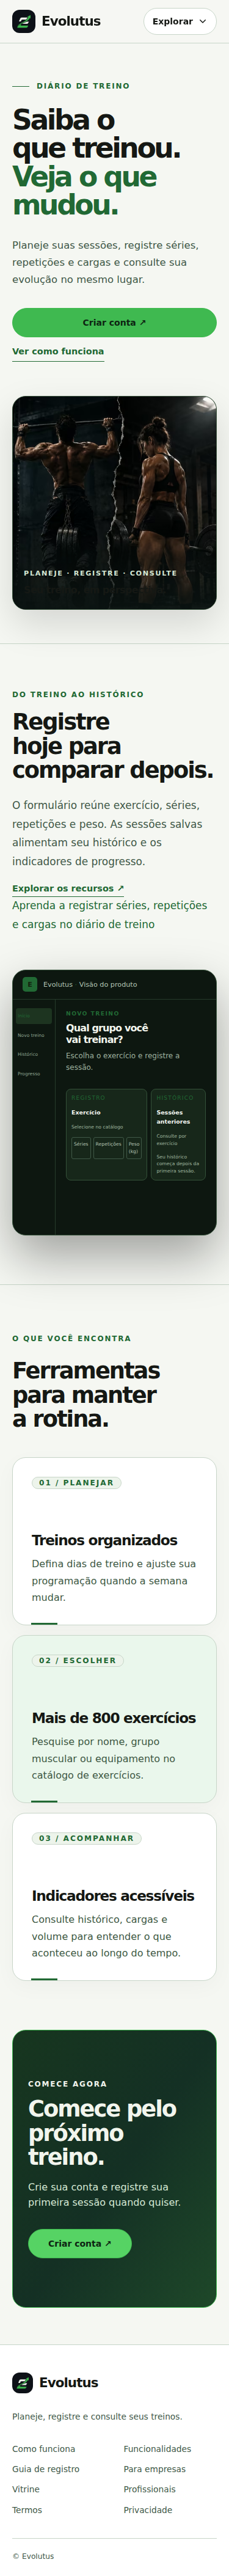 Evolutus
Explorar
DIÁRIO DE TREINO
Saiba o
que treinou.
Veja o que
mudou.
Planeje suas sessões, registre séries,
repetições e cargas e consulte sua
evolução no mesmo lugar.
Criar conta ↗
Ver como funciona
PLANEJE · REGISTRE · CONSULTE
DO TREINO AO HISTÓRICO
Registre
hoje para
comparar depois.
O formulário reúne exercício, séries,
repetições e peso. As sessões salvas
alimentam seu histórico e os
indicadores de progresso.
Explorar os recursos ↗
Aprenda a registrar séries, repetições
e cargas no diário de treino
E Evolutus · Visão do produto
Novo treino
Histórico
Progresso
NOVO TREINO
Qual grupo você
vai treinar?
Escolha o exercício e registre a
sessão.
REGISTRO
Exercício
Selecione no catálogo
Séries
Repetições
Peso
(kg)
HISTÓRICO
Sessões
anteriores
Consulte por
exercício
Seu histórico
começa depois da
primeira sessão.
O QUE VOCÊ ENCONTRA
Ferramentas
para manter
a rotina.
01 / PLANEJAR
Treinos organizados
Defina dias de treino e ajuste sua
programação quando a semana
mudar.
02 / ESCOLHER
Mais de 800 exercícios
Pesquise por nome, grupo
muscular ou equipamento no
catálogo de exercícios.
03 / ACOMPANHAR
Indicadores acessíveis
Consulte histórico, cargas e
volume para entender o que
aconteceu ao longo do tempo.
COMECE AGORA
Comece pelo
próximo
treino.
Crie sua conta e registre sua
primeira sessão quando quiser.
Criar conta ↗
Evolutus
Planeje, registre e consulte seus treinos.
Como funciona
Funcionalidades
Guia de registro
Para empresas
Vitrine
Profissionais
Termos
Privacidade
© Evolutus